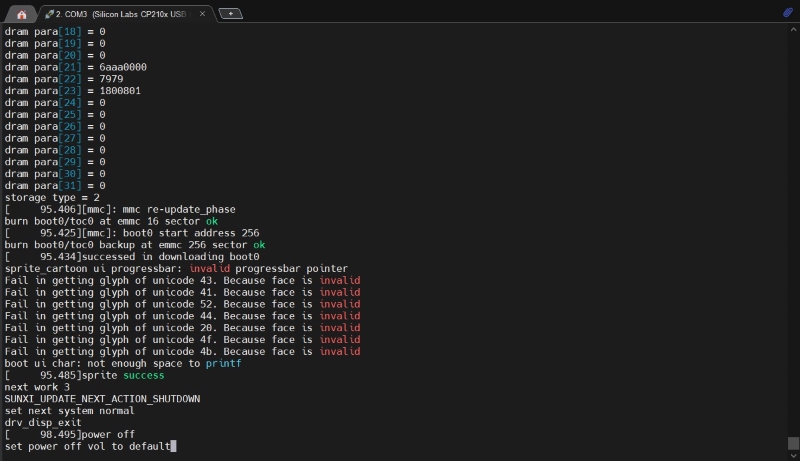 2. COM3 (Silicon Labs CP210x USB
dram para[18] = 0
dram para[19] = 0
dram para[20] = 0
dram para[21] = 6aaa0000
dram para[22] = 7979
dram para[23] = 1800801
dram para[24] = 0
dram para[25] = 0
dram para[26] = 0
dram para[27] = 0
dram para[28] = 0
dram para[29] = 0
dram para[30] = 0
dram para[31] = 0
storage type = 2
[     95.406][mmc]: mmc re-update_phase
burn boot0/toc0 at emmc 16 sector ok
[     95.425][mmc]: boot0 start address 256
burn boot0/toc0 backup at emmc 256 sector ok
[     95.434]successed in downloading boot0
sprite_cartoon ui progressbar: invalid progressbar pointer
Fail in getting glyph of unicode 43. Because face is invalid
Fail in getting glyph of unicode 41. Because face is invalid
Fail in getting glyph of unicode 52. Because face is invalid
Fail in getting glyph of unicode 44. Because face is invalid
Fail in getting glyph of unicode 20. Because face is invalid
Fail in getting glyph of unicode 4f. Because face is invalid
Fail in getting glyph of unicode 4b. Because face is invalid
boot ui char: not enough space to printf
[     95.485]sprite success
next work 3
SUNXI_UPDATE_NEXT_ACTION_SHUTDOWN
set next system normal
drv_disp_exit
[     98.495]power off
set power off vol to default